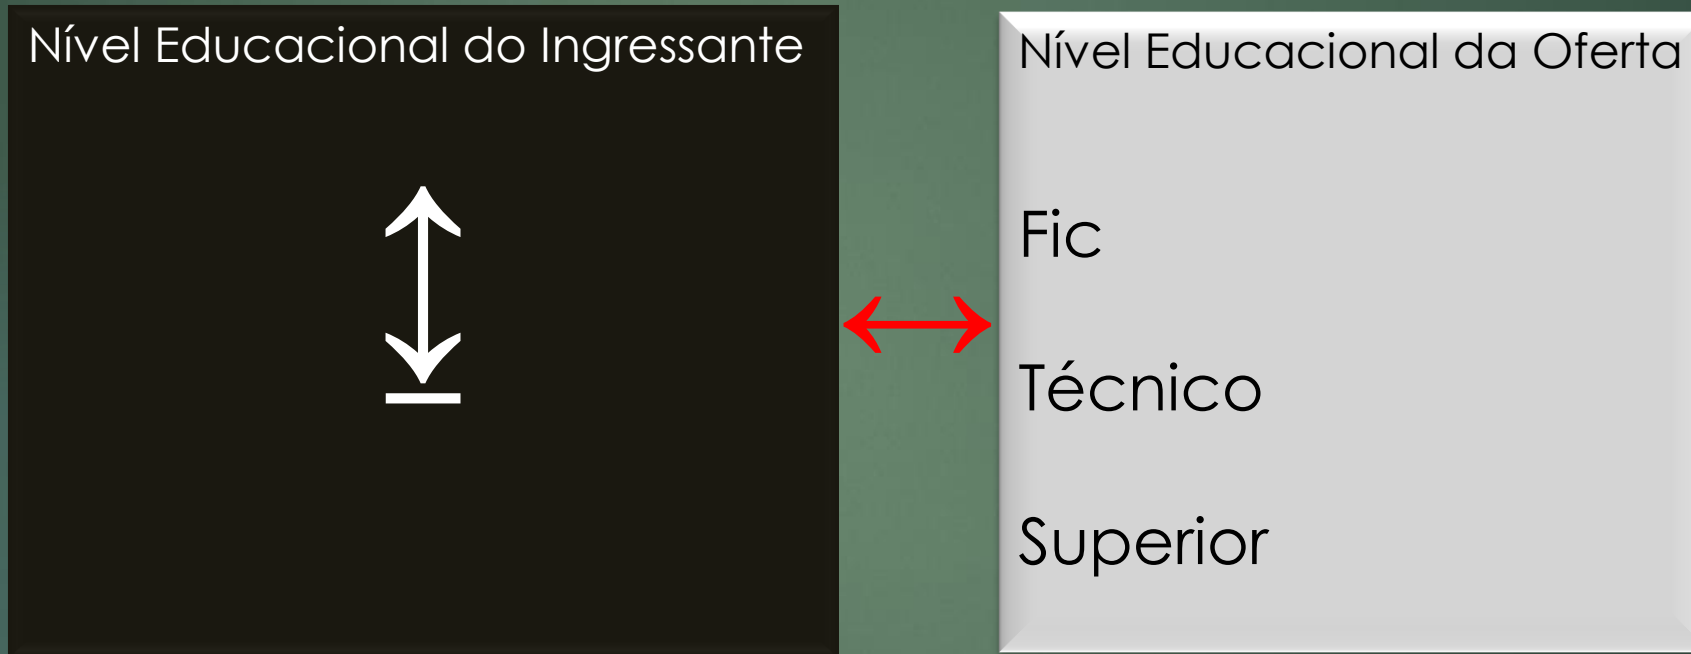 Nível Educacional do Ingressante
Nível Educacional da Oferta
Fic
Técnico
Superior